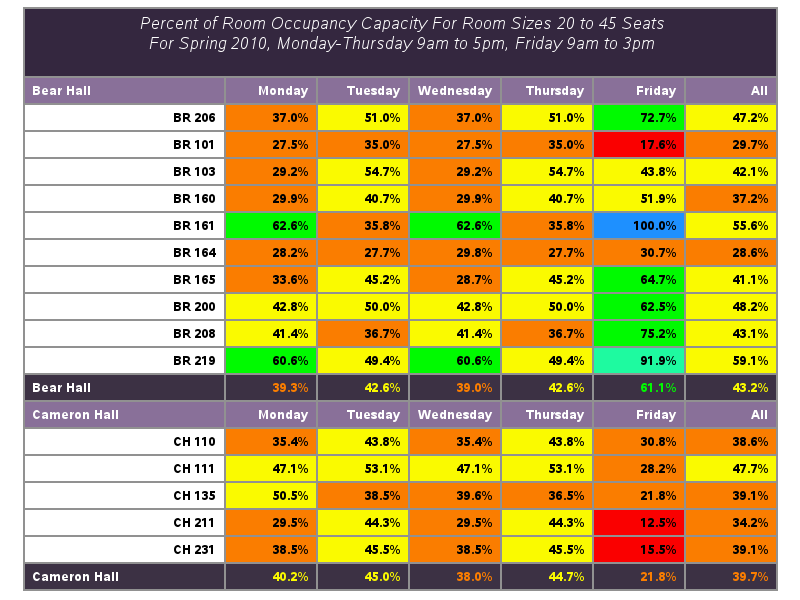 Percent of Room Occupancy Capacity For Room Sizes 20 to 45 Seats
For Spring 2010, Monday-Thursday 9am to 5pm, Friday 9am to 3pm
Bear Hall Monday Tuesday Wednesday Thursday Friday All
BR 206 37.0% 51.0% 37.0% 51.0% 72.7% 47.2%
BR 101 27.5% 35.0% 27.5% 35.0% 17.6% 29.7%
BR 103 29.2% 54.7% 29.2% 54.7% 43.8% 42.1%
BR 160 29.9% 40.7% 29.9% 40.7% 51.9% 37.2%
BR 161 62.6% 35.8% 62.6% 35.8% 100.0% 55.6%
BR 164 28.2% 27.7% 29.8% 27.7% 30.7% 28.6%
BR 165 33.6% 45.2% 28.7% 45.2% 64.7% 41.1%
BR 200 42.8% 50.0% 42.8% 50.0% 62.5% 48.2%
BR 208 41.4% 36.7% 41.4% 36.7% 75.2% 43.1%
BR 219 60.6% 49.4% 60.6% 49.4% 91.9% 59.1%
Bear Hall 39.3% 42.6% 39.0% 42.6% 61.1% 43.2%
Cameron Hall Monday Tuesday Wednesday Thursday Friday All
CH 110 35.4% 43.8% 35.4% 43.8% 30.8% 38.6%
CH 111 47.1% 53.1% 47.1% 53.1% 28.2% 47.7%
CH 135 50.5% 38.5% 39.6% 36.5% 21.8% 39.1%
CH 211 29.5% 44.3% 29.5% 44.3% 12.5% 34.2%
CH 231 38.5% 45.5% 38.5% 45.5% 15.5% 39.1%
Cameron Hall 40.2% 45.0% 38.0% 44.7% 21.8% 39.7%